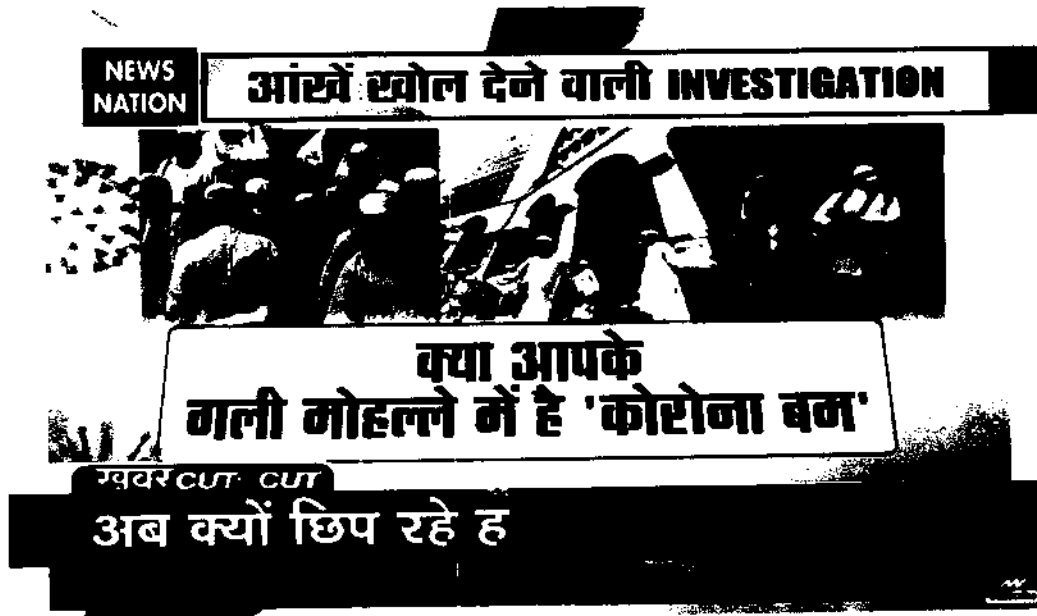 NEWS
NATION
आंखें खोल देने वाली INVESTIGATION
क्या आपके
गली मोहल्ले में है 'कोरोना बम'
खबर CUT CUT
अब क्यों छिप रहे ह